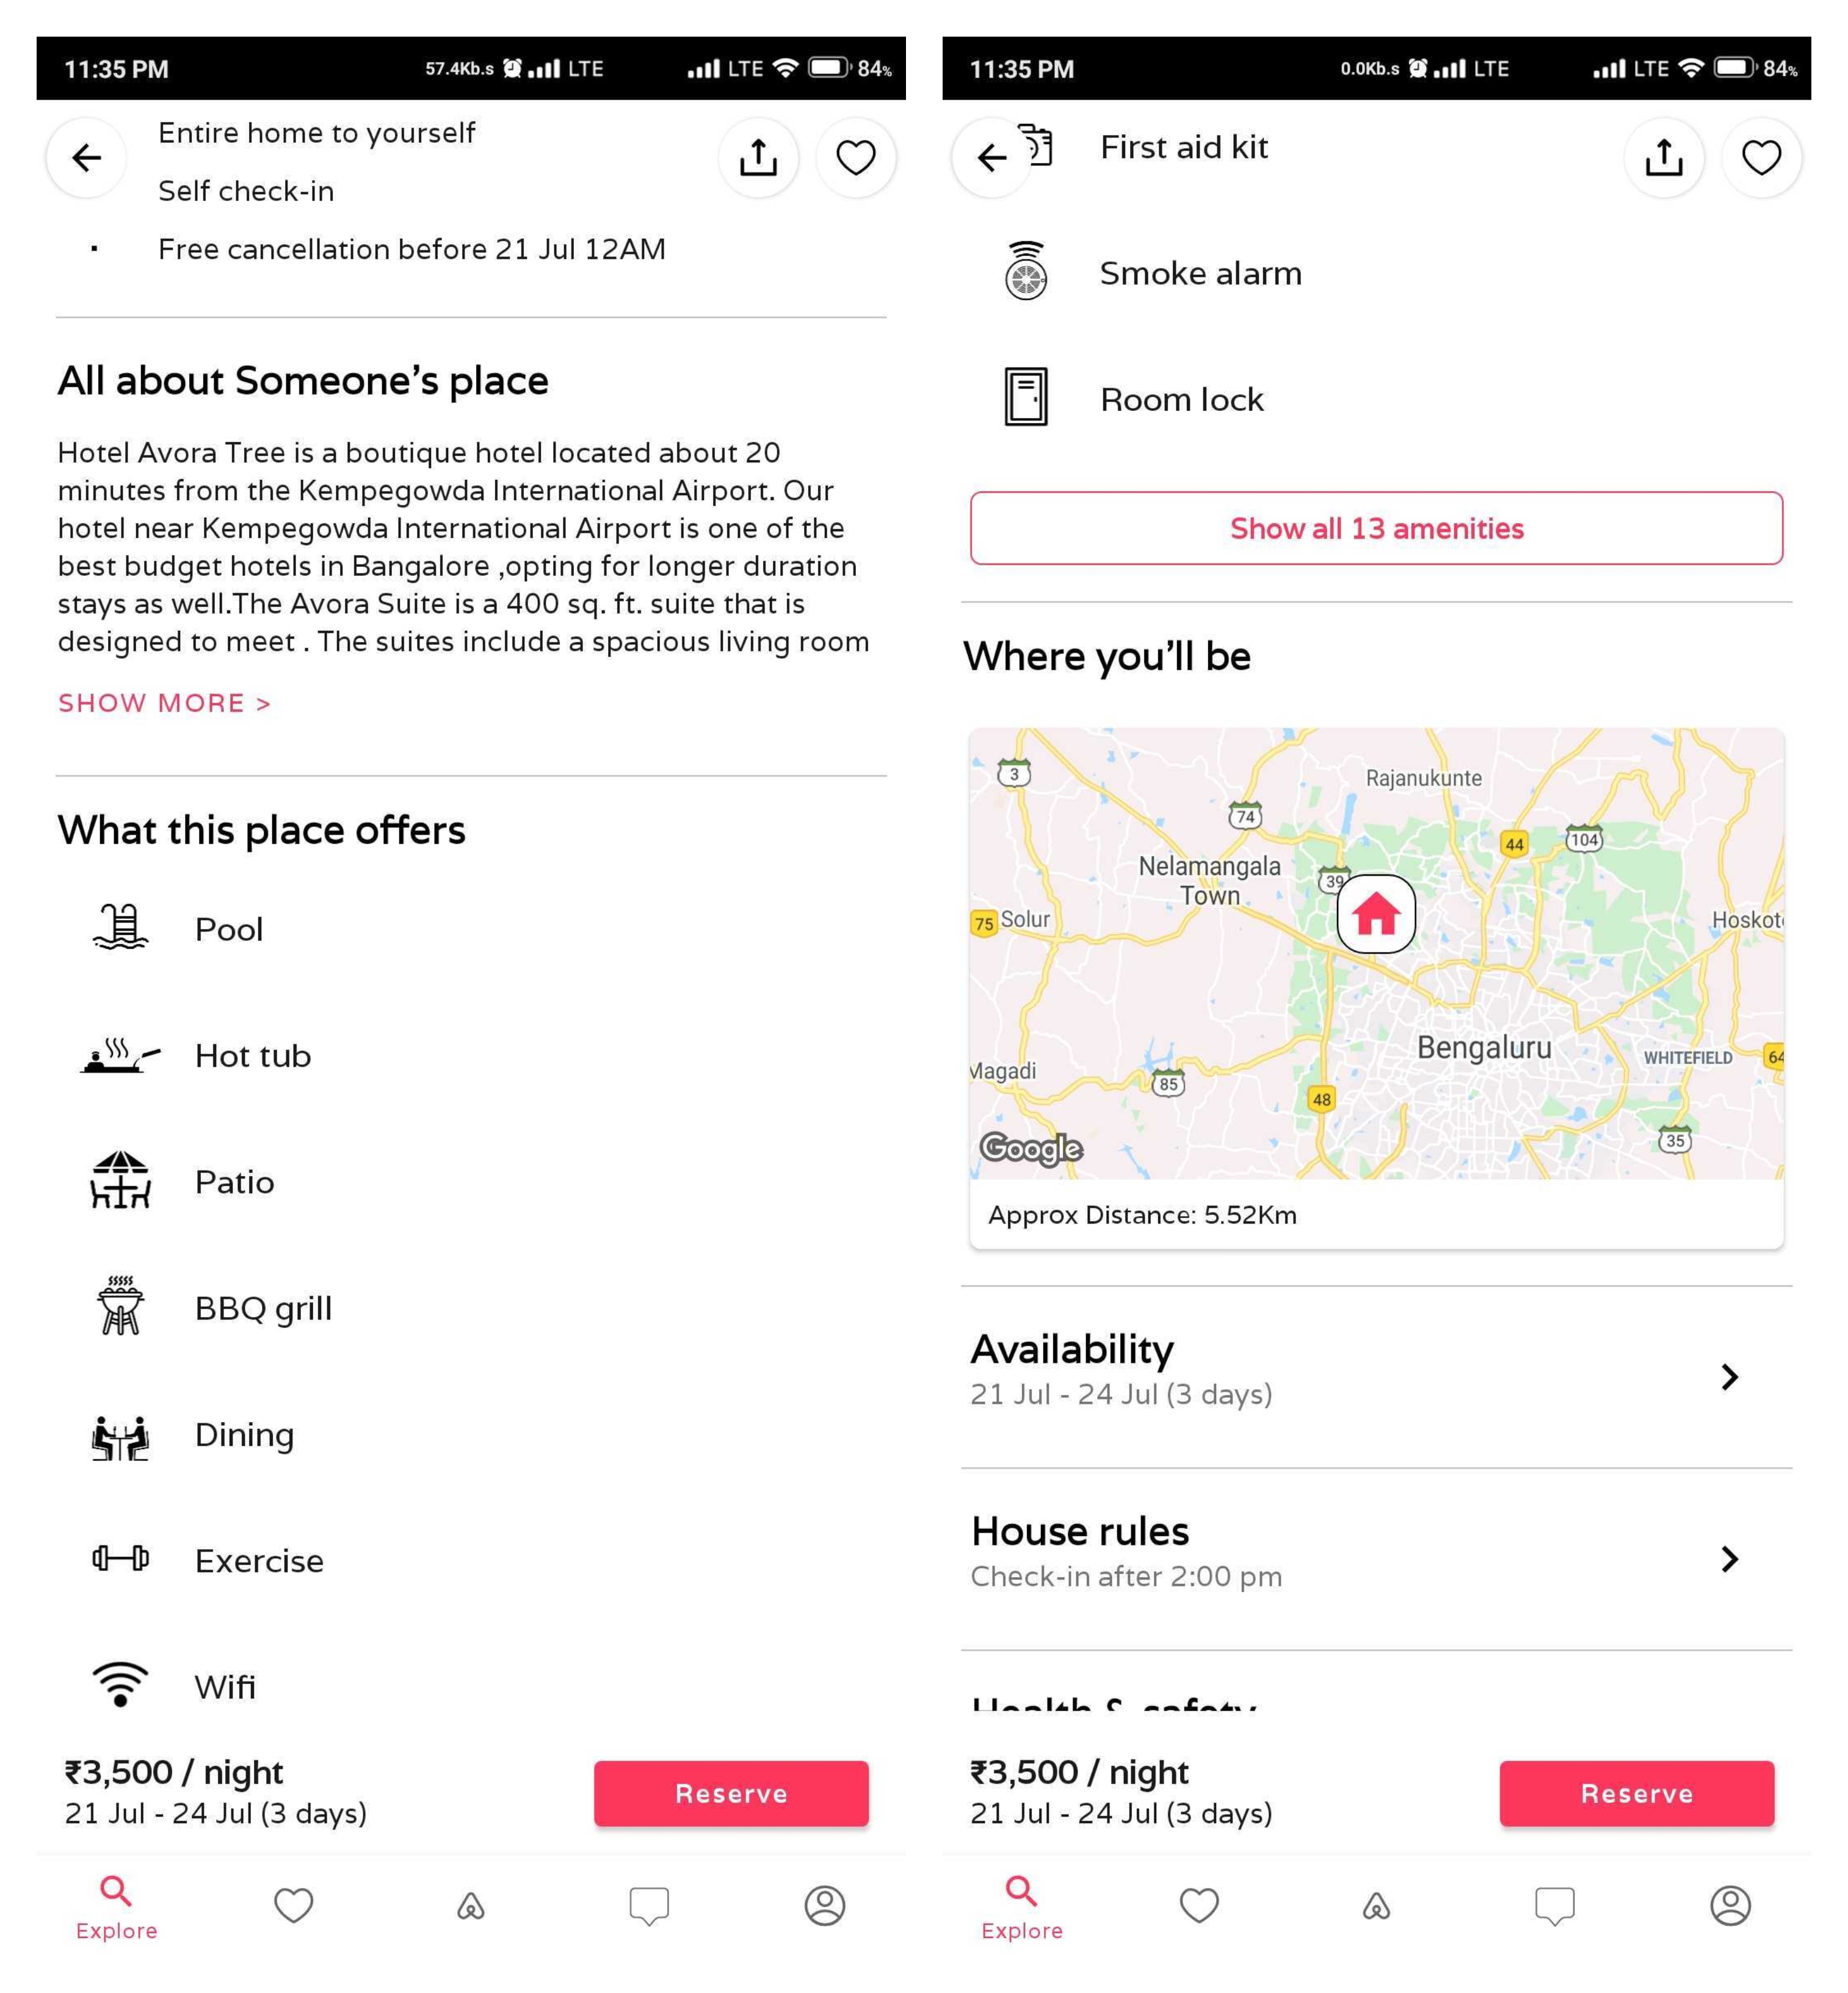 11:35 PM
57.4Kb.s LTE LTE 84%
Entire home to yourself
Self check-in
Free cancellation before 21 Jul 12AM
All about Someone's place
Hotel Avora Tree is a boutique hotel located about 20
minutes from the Kempegowda International Airport. Our
hotel near Kempegowda International Airport is one of the
best budget hotels in Bangalore ,opting for longer duration
stays as well.The Avora Suite is a 400 sq. ft. suite that is
designed to meet . The suites include a spacious living room
SHOW MORE >
What this place offers
Pool
Hot tub
Patio
BBQ grill
Dining
Exercise
Wifi
₹3,500 / night
21 Jul - 24 Jul (3 days)
Reserve
Explore
11:35 PM
0.0Kb.s LTE LTE 84%
First aid kit
Smoke alarm
Room lock
Show all 13 amenities
Where you'll be
3
Rajanukunte
74
44
104
Nelamangala
Town
39
75
Solur
Hoskot
Bengaluru
WHITEFIELD
64
Magadi
85
48
35
Google
Approx Distance: 5.52Km
Availability
21 Jul - 24 Jul (3 days)
House rules
Check-in after 2:00 pm
Health & safety
₹3,500 / night
21 Jul - 24 Jul (3 days)
Reserve
Explore